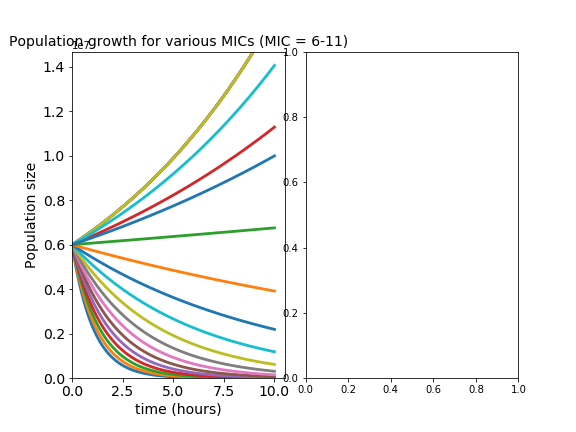 Population growth for various MICs (MIC = 6-11)
1e7
1.4
1.2
1.0
0.8
0.6
0.4
0.2
0.0
Population size
0.0 2.5 5.0 7.5 10.0
time (hours)
1.0
0.8
0.6
0.4
0.2
0.0
0.0 0.2 0.4 0.6 0.8 1.0